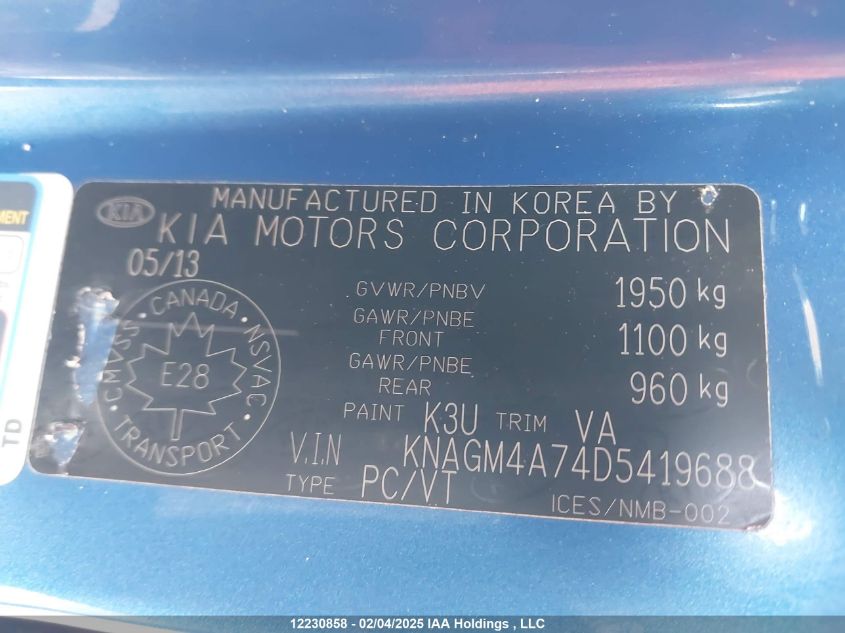 MENT
TD
KIA
MANUFACTURED IN KOREA BY
KIA MOTORS CORPORATION
05/13
GVWR/PNBV 1950 kg
GAWR/PNBE FRONT 1100 kg
GAWR/PNBE REAR 960 kg
PAINT K3U TRIM VA
V.I.N KNAGM4A74D5419688
TYPE PC/VT
ICES/NMB-002
CANADA
CMVSS NSVAC
E28
TRANSPORT
12230858 - 02/04/2025 IAA Holdings , LLC